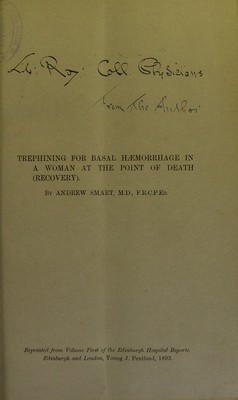 Roy: Coll Physicians
from the Author
TREPHINING FOR BASAL HÆMORRHAGE IN
A WOMAN AT THE POINT OF DEATH
(RECOVERY).
By ANDREW SMART, M.D., F.R.C.P.Ed.
Reprinted from Volume First of the Edinburgh Hospital Reports.
Edinburgh and London, Young J. Pentland, 1893.